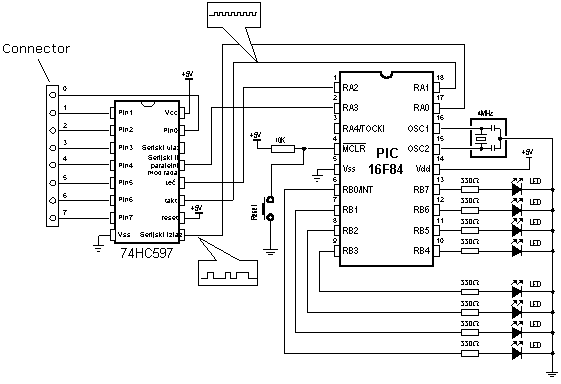 Connector
0
1
2
3
4
5
6
7
+5V
Pin1 Vcc
Pin2 Pin0
Pin3 Serijski ulaz
Pin4 Serijski ili paralelni mod rada
Pin5 leč
Pin6 takt
Pin7 reset
+5V
Vss Serijski izlaz
74HC597
+5V
10K
Reset
1 RA2 RA1 18
2 RA3 RA0 17
3 RA4/TOCKI OSC1 16
4 MCLR OSC2 15
5 Vss Vdd 14
6 RB0/INT RB7 13
7 RB1 RB6 12
8 RB2 RB5 11
9 RB3 RB4 10
PIC
16F84
4MHz
+5V
330Ω LED
330Ω LED
330Ω LED
330Ω LED
330Ω LED
330Ω LED
330Ω LED
330Ω LED